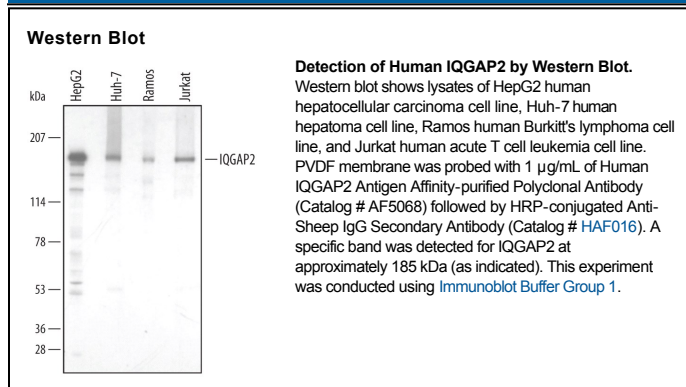 Western Blot
HepG2
Huh-7
Ramos
Jurkat
kDa
207
IQGAP2
114
78
53
36
28
Detection of Human IQGAP2 by Western Blot.
Western blot shows lysates of HepG2 human
hepatocellular carcinoma cell line, Huh-7 human
hepatoma cell line, Ramos human Burkitt's lymphoma cell
line, and Jurkat human acute T cell leukemia cell line.
PVDF membrane was probed with 1 µg/mL of Human
IQGAP2 Antigen Affinity-purified Polyclonal Antibody
(Catalog # AF5068) followed by HRP-conjugated Anti-
Sheep IgG Secondary Antibody (Catalog # HAF016). A
specific band was detected for IQGAP2 at
approximately 185 kDa (as indicated). This experiment
was conducted using Immunoblot Buffer Group 1.